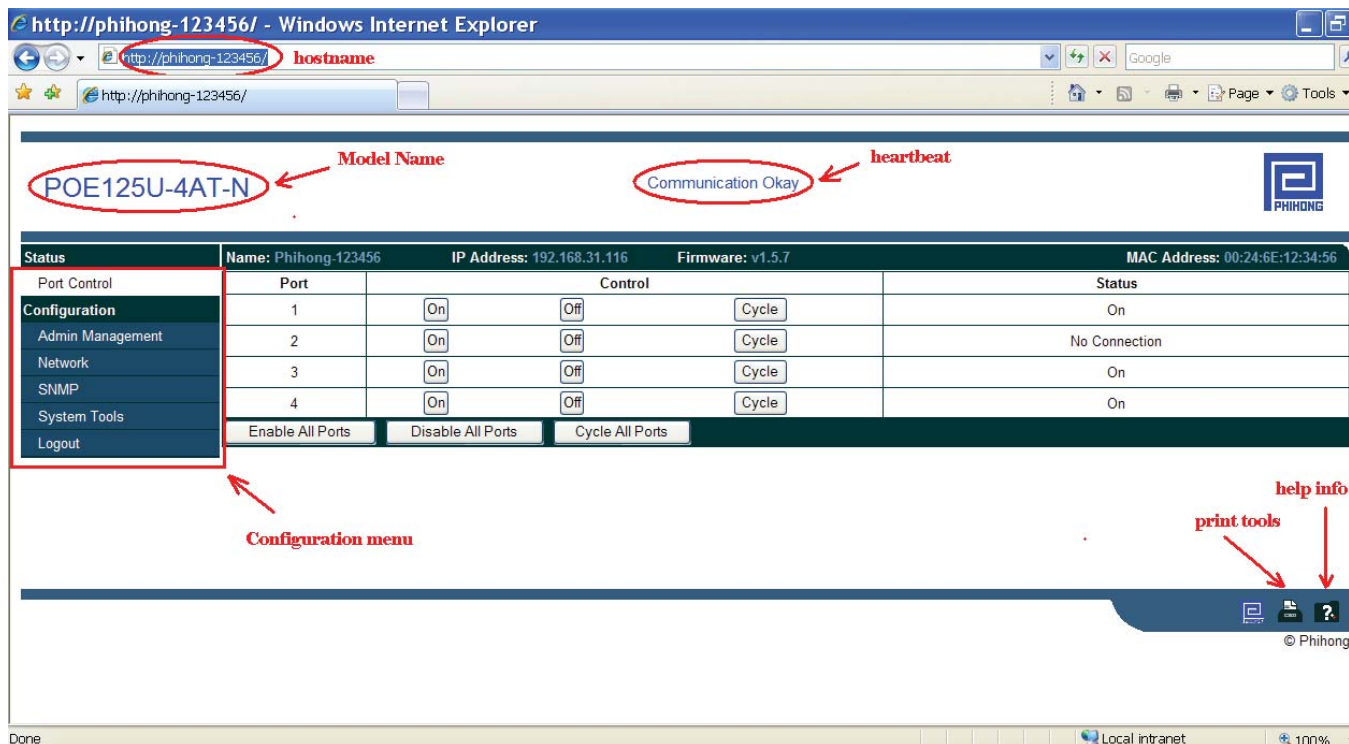 http://phihong-123456/ - Windows Internet Explorer
http://phihong-123456/ hostname Google
http://phihong-123456/ Page Tools
Model Name heartbeat
POE125U-4AT-N Communication Okay
PHIHONG
Status Name: Phihong-123456 IP Address: 192.168.31.116 Firmware: v1.5.7 MAC Address: 00:24:6E:12:34:56
Port Control Port Control Status
Configuration 1 On Off Cycle On
Admin Management 2 On Off Cycle No Connection
Network 3 On Off Cycle On
SNMP
System Tools 4 On Off Cycle On
Logout Enable All Ports Disable All Ports Cycle All Ports
help info
print tools
Configuration menu
?
© Phihong
Done Local intranet 100%